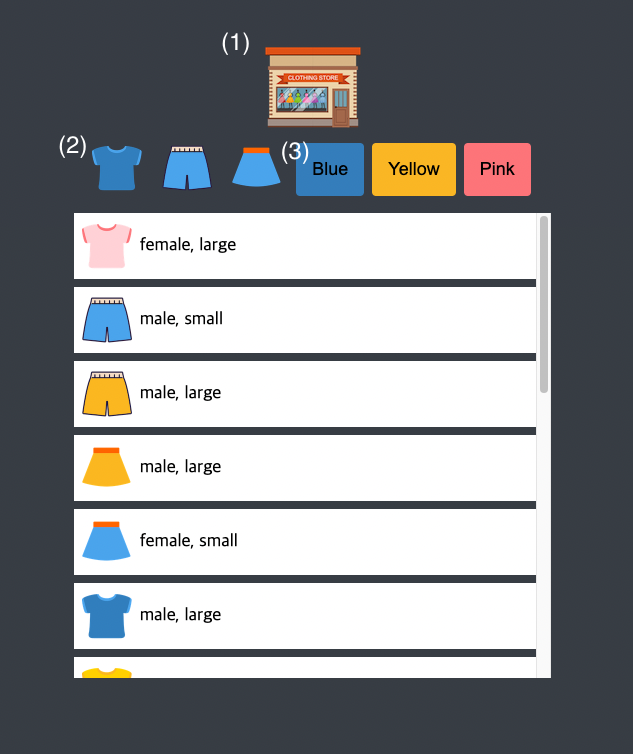 (1)
CLOTHING STORE
(2)
(3)
Blue
Yellow
Pink
female, large
male, small
male, large
male, large
female, small
male, large